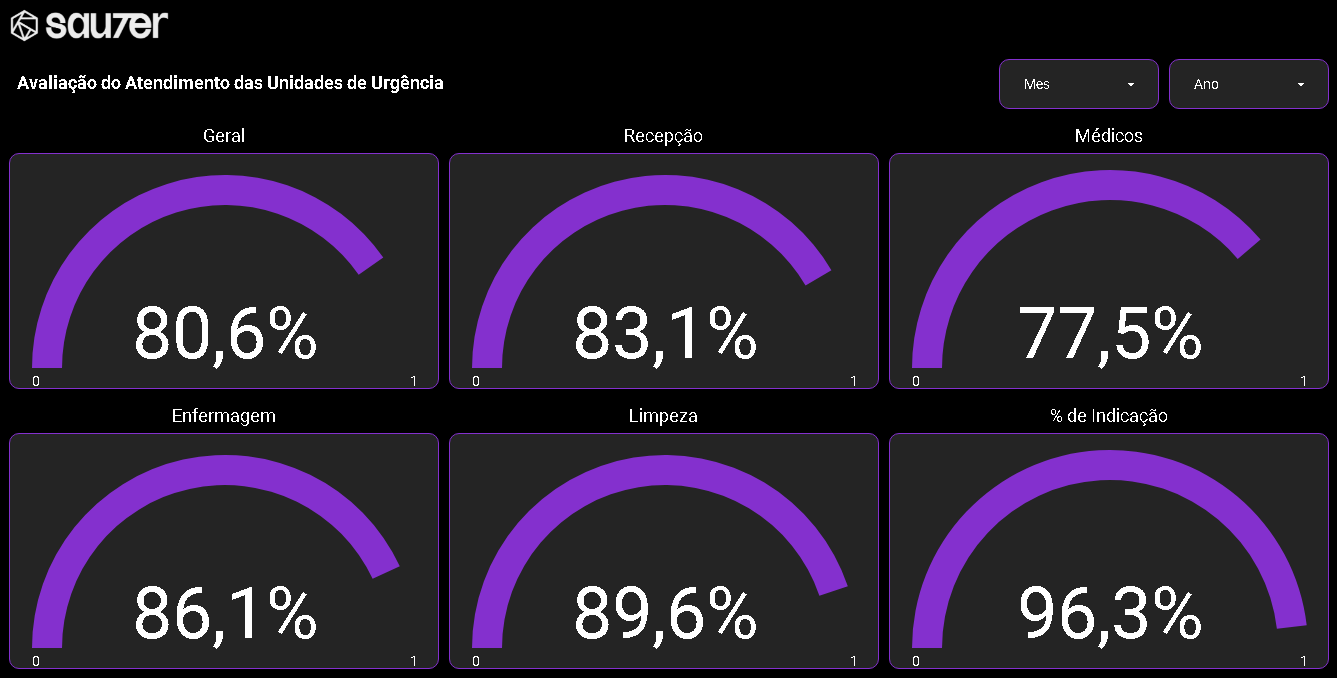 sau7er
Avaliação do Atendimento das Unidades de Urgência
Mes
Ano
Geral
Recepção
Médicos
80,6%
0
1
83,1%
0
1
77,5%
0
1
Enfermagem
Limpeza
% de Indicação
86,1%
0
1
89,6%
0
1
96,3%
0
1